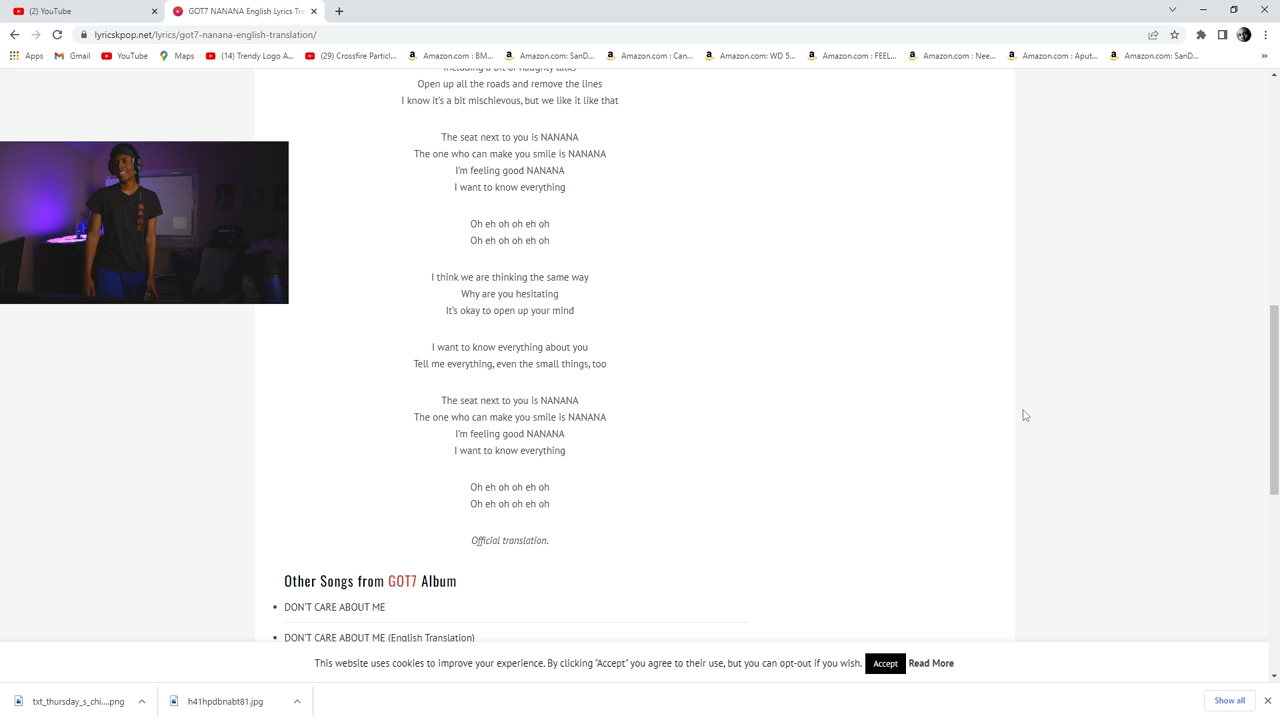 (2) YouTube
GOT7 NANANA English Lyrics Tra
lyricskpop.net/lyrics/got7-nanana-english-translation/
Apps
Gmail
YouTube
Maps
(14) Trendy Logo A...
(29) Crossfire Particl...
Amazon.com : BM...
Amazon.com: SanD...
Amazon.com : Can...
Amazon.com: WD 5...
Amazon.com : FEEL...
Amazon.com : Nee...
Amazon.com : Aput...
Amazon.com: SanD...
»
Open up all the roads and remove the lines
I know it's a bit mischievous, but we like it like that
The seat next to you is NANANA
The one who can make you smile is NANANA
I'm feeling good NANANA
I want to know everything
Oh eh oh oh eh oh
Oh eh oh oh eh oh
I think we are thinking the same way
Why are you hesitating
It's okay to open up your mind
I want to know everything about you
Tell me everything, even the small things, too
The seat next to you is NANANA
The one who can make you smile is NANANA
I'm feeling good NANANA
I want to know everything
Oh eh oh oh eh oh
Oh eh oh oh eh oh
Official translation.
Other Songs from GOT7 Album
• DON'T CARE ABOUT ME
• DON'T CARE ABOUT ME (English Translation)
This website uses cookies to improve your experience. By clicking "Accept" you agree to their use, but you can opt-out if you wish. Accept Read More
txt_thursday_s_chi....png
h41hpdbnabt81.jpg
Show all